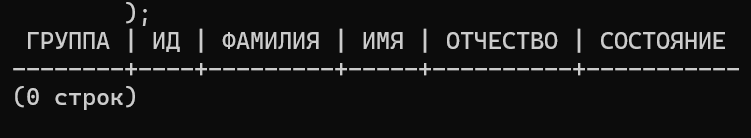 );
ГРУППА | ИД | ФАМИЛИЯ | ИМЯ | ОТЧЕСТВО | СОСТОЯНИЕ
--------+----+---------+-----+----------+-----------
(0 строк)